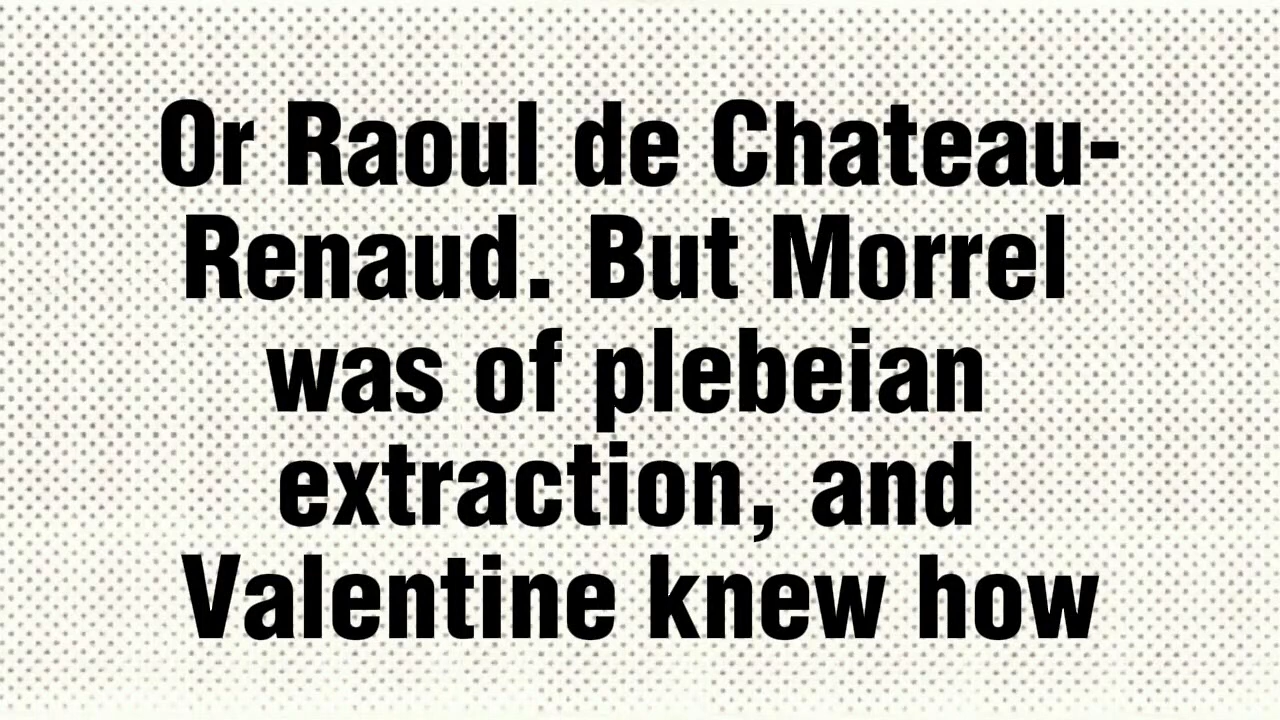 Or Raoul de Chateau-
Renaud. But Morrel
was of plebeian
extraction, and
Valentine knew how